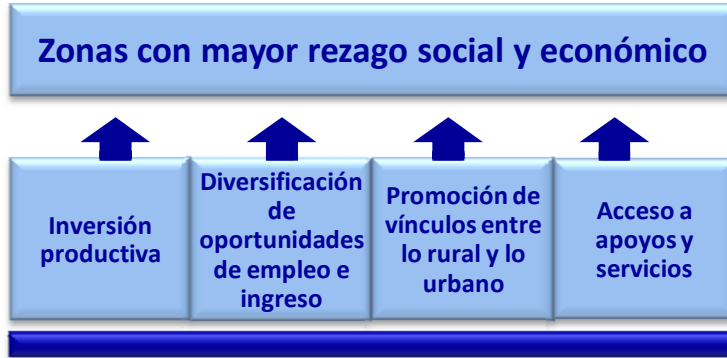 Zonas con mayor rezago social y económico
Inversión
productiva
Diversificación
de
oportunidades
de empleo e
ingreso
Promoción de
vínculos entre
lo rural y lo
urbano
Acceso a
apoyos y
servicios